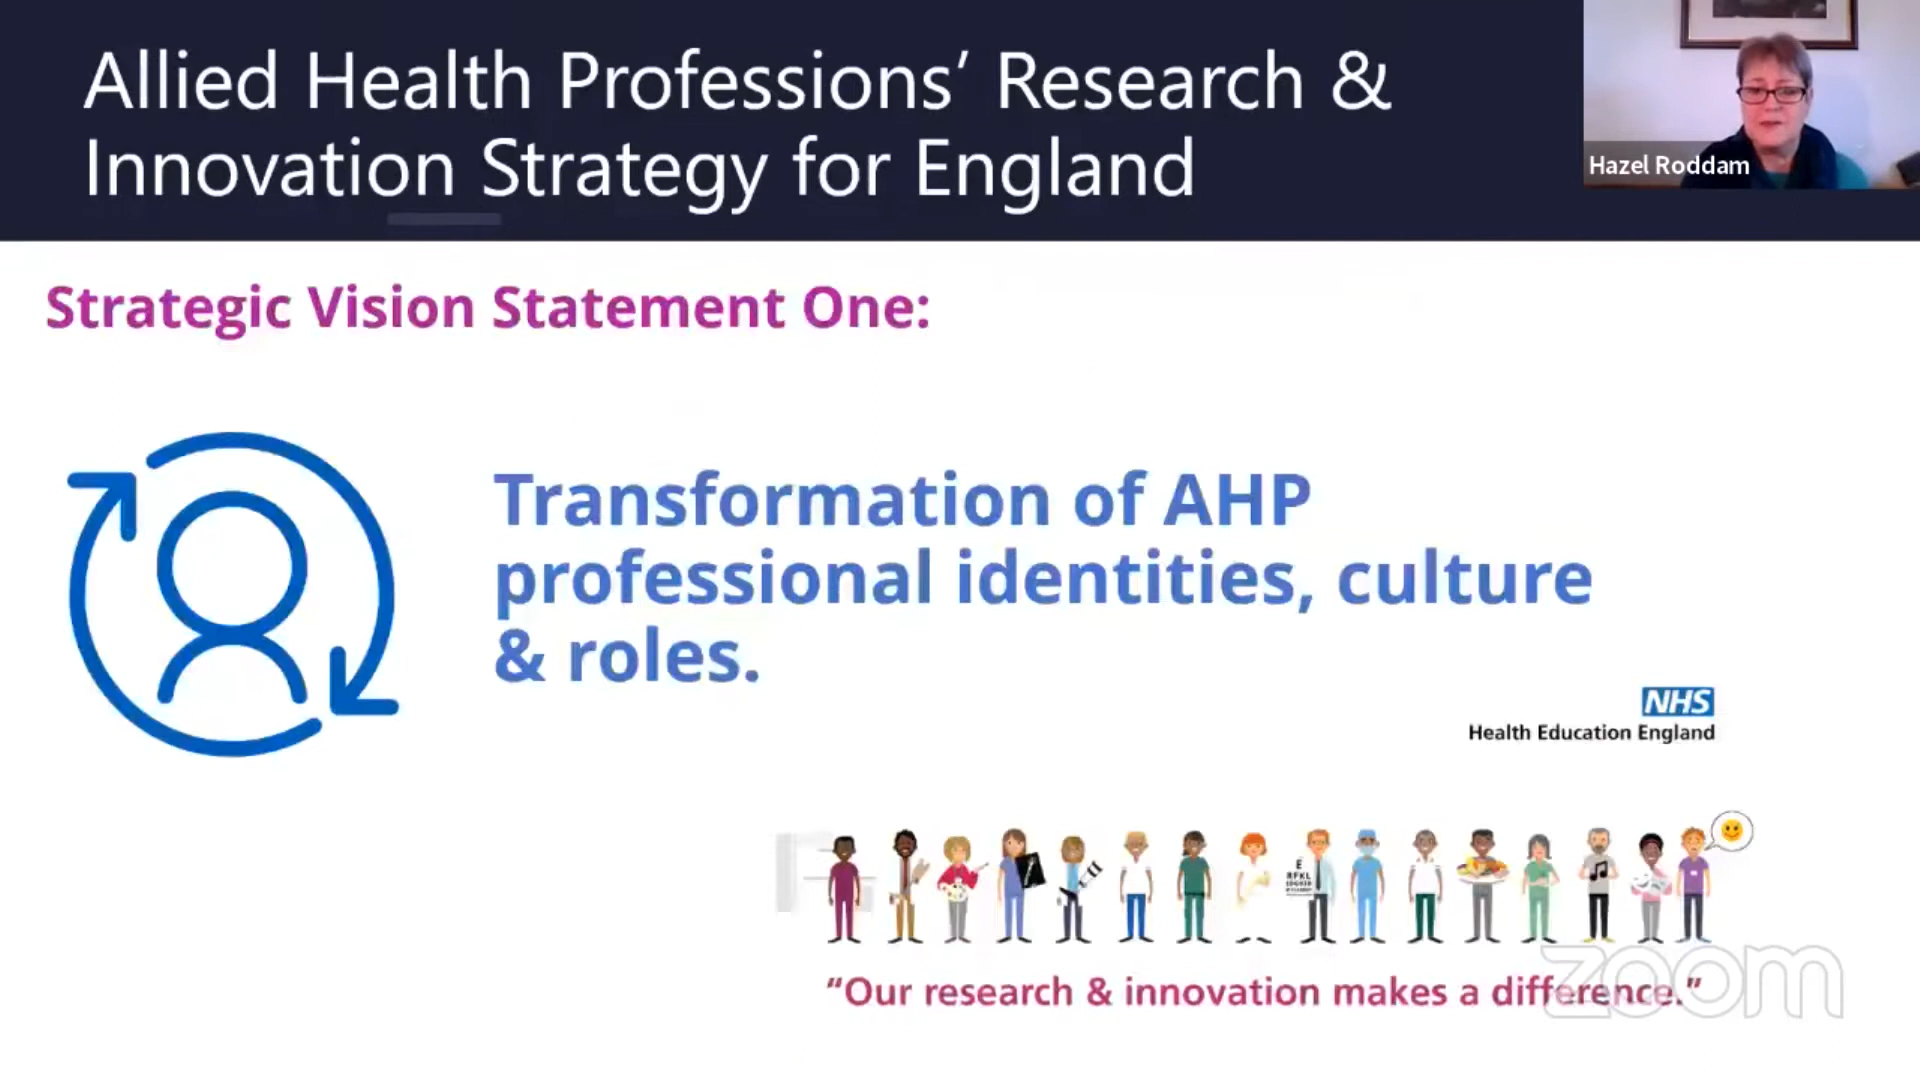 Allied Health Professions’ Research &
Innovation Strategy for England
Hazel Roddam
Strategic Vision Statement One:
Transformation of AHP
professional identities, culture
& roles.
NHS
Health Education England
“Our research & innovation makes a difference.”
zoom